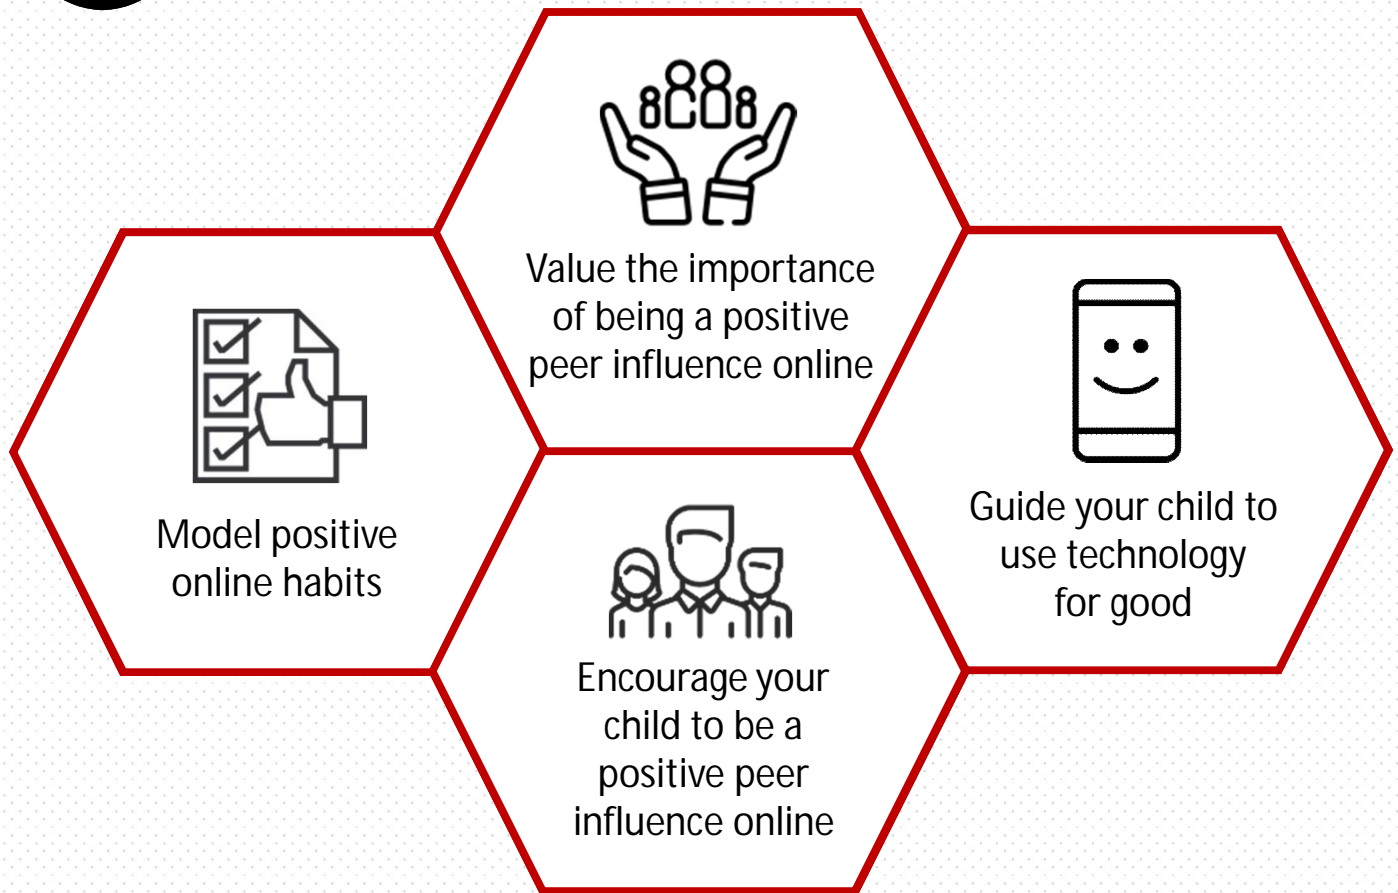 Value the importance
of being a positive
peer influence online
Model positive
online habits
Guide your child to
use technology
for good
Encourage your
child to be a
positive peer
influence online